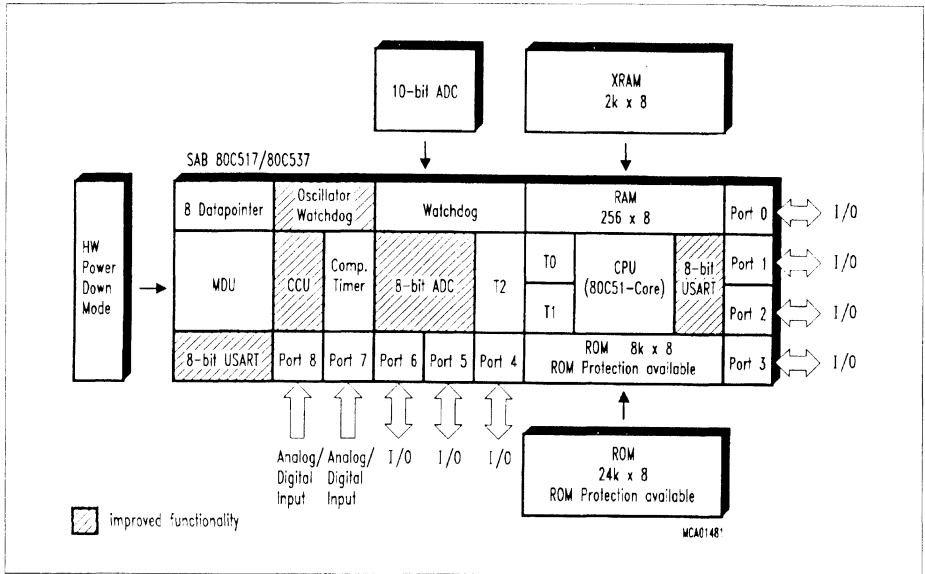 10-bit ADC
XRAM
2k x 8
SAB 80C517/80C537
HW
Power
Down
Mode
8 Datapointer
Oscillator
Watchdog
Watchdog
RAM
256 x 8
Port 0
I/O
MDU
CCU
Comp.
Timer
8-bit ADC
T2
T0
T1
CPU
(80C51-Core)
8-bit
USART
Port 1
I/O
Port 2
I/O
8-bit USART
Port 8
Port 7
Port 6
Port 5
Port 4
ROM 8k x 8
ROM Protection available
Port 3
I/O
Analog/
Digital
Input
Analog/
Digital
Input
I/O
I/O
I/O
ROM
24k x 8
ROM Protection available
improved functionality
MCA01481